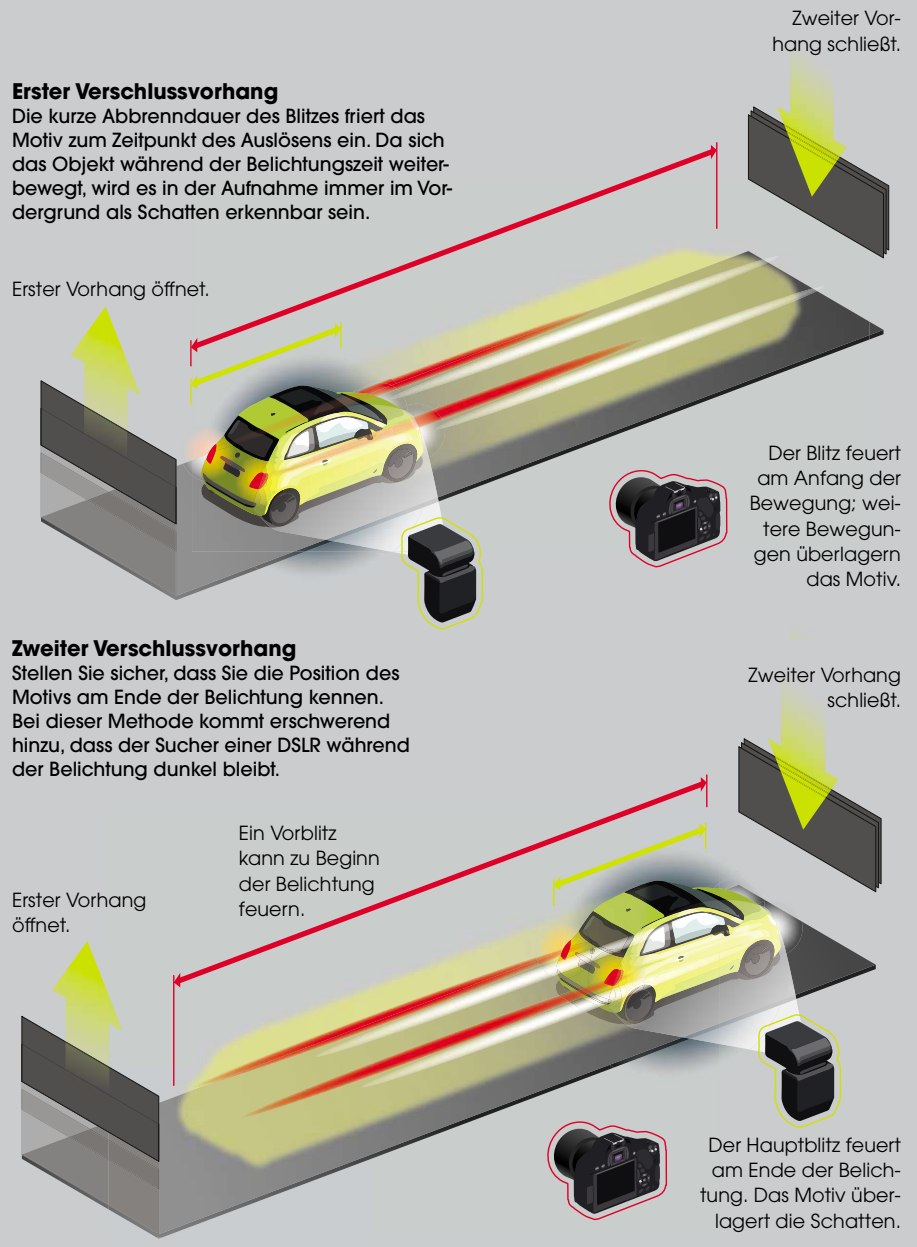 Zweiter Vor-
hang schließt.
Erster Verschlussvorhang
Die kurze Abbrenndauer des Blitzes friert das
Motiv zum Zeitpunkt des Auslösens ein. Da sich
das Objekt während der Belichtungszeit weiter-
bewegt, wird es in der Aufnahme immer im Vor-
dergrund als Schatten erkennbar sein.
Erster Vorhang öffnet.
Der Blitz feuert
am Anfang der
Bewegung; wei-
tere Bewegun-
gen überlagern
das Motiv.
Zweiter Verschlussvorhang
Stellen Sie sicher, dass Sie die Position des
Motivs am Ende der Belichtung kennen.
Bei dieser Methode kommt erschwerend
hinzu, dass der Sucher einer DSLR während
der Belichtung dunkel bleibt.
Zweiter Vorhang
schließt.
Ein Vorblitz
kann zu Beginn
der Belichtung
feuern.
Erster Vorhang
öffnet.
Der Hauptblitz feuert
am Ende der Belich-
tung. Das Motiv über-
lagert die Schatten.